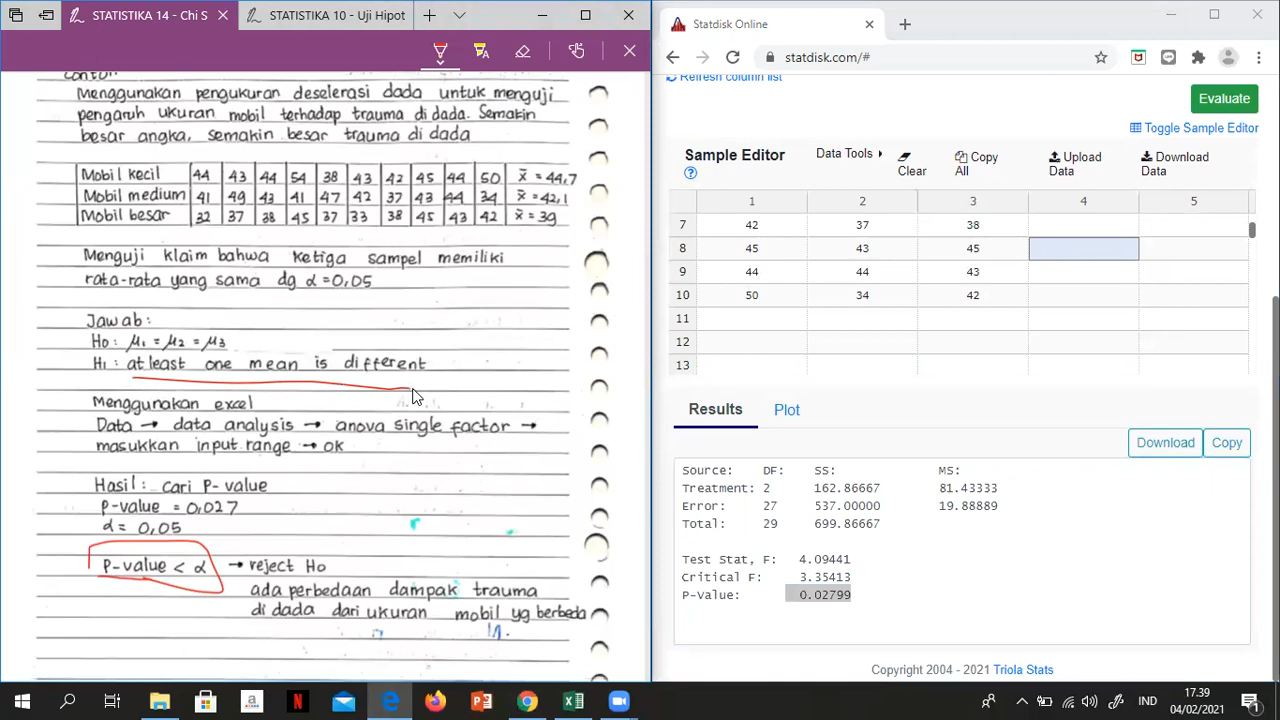 STATISTIKA 14 - Chi S
STATISTIKA 10 - Uji Hipot
Contoh
Menggunakan pengukuran deselerasi dada untuk menguji
pengaruh ukuran mobil terhadap trauma di dada. Semakin
besar angka, semakin besar trauma di dada
Mobil kecil 44 43 44 54 38 43 42 45 44 50 x̄ = 44,7
Mobil medium 41 49 43 41 47 42 37 43 44 34 x̄ = 42,1
Mobil besar 32 37 38 45 37 33 38 45 43 42 x̄ = 39
Menguji klaim bahwa ketiga sampel memiliki
rata-rata yang sama dg α = 0,05
Jawab:
H0: μ1 = μ2 = μ3
H1: at least one mean is different
Menggunakan excel
Data → data analysis → anova single factor →
masukkan input range → ok
Hasil: cari P-value
P-value = 0,027
α = 0,05
P-value < α → reject Ho
ada perbedaan dampak trauma
di dada dari ukuran mobil yg berbeda
Statdisk Online
statdisk.com/#
Refresh column list
Evaluate
Toggle Sample Editor
Sample Editor
Data Tools
Clear
Copy All
Upload Data
Download Data
1 2 3 4 5
7 42 37 38
8 45 43 45
9 44 44 43
10 50 34 42
11
12
13
Results
Plot
Download
Copy
Source: DF: SS: MS:
Treatment: 2 162.86667 81.43333
Error: 27 537.00000 19.88889
Total: 29 699.86667
Test Stat, F: 4.09441
Critical F: 3.35413
P-Value: 0.02799
Copyright 2004 - 2021 Triola Stats
IND
17.39
04/02/2021